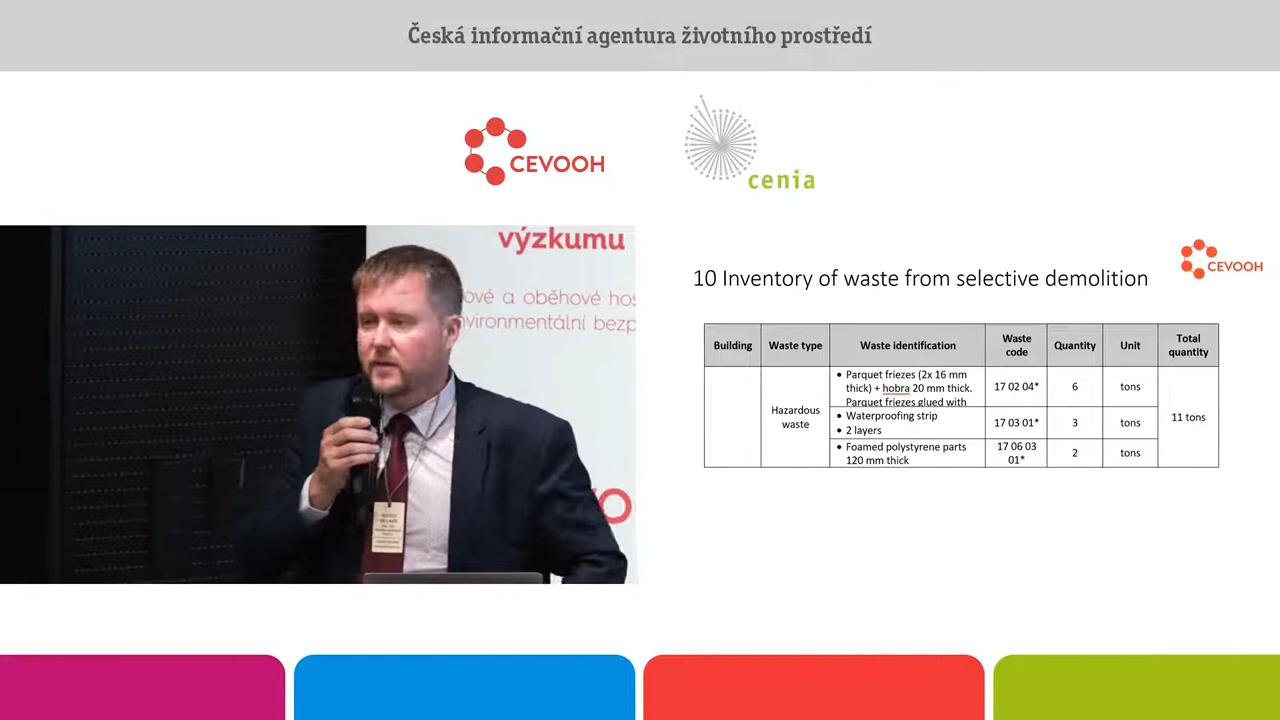 Česká informační agentura životního prostředí
CEVOOH
cenia
výzkumu
ové a oběhové hos
nvironmentální bezp
CEVOOH
10 Inventory of waste from selective demolition
Building
Waste type
Waste identification
Waste
code
Quantity
Unit
Total
quantity
Hazardous
waste
• Parquet friezes (2x 16 mm
thick) + hobra 20 mm thick.
Parquet friezes glued with
17 02 04*
6
tons
• Waterproofing strip
• 2 layers
17 03 01*
3
tons
• Foamed polystyrene parts
120 mm thick
17 06 03
01*
2
tons
11 tons